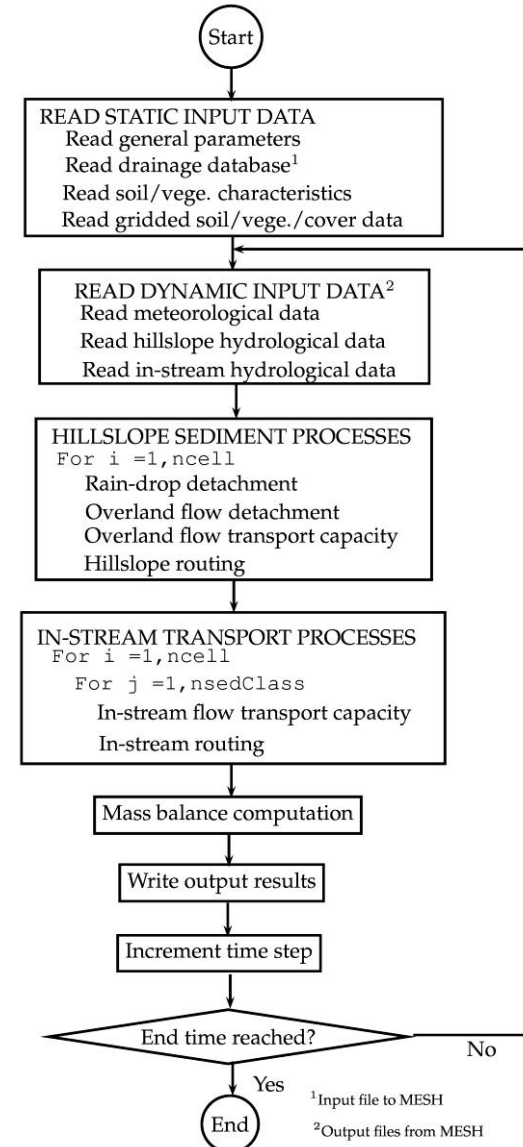 Start
READ STATIC INPUT DATA
Read general parameters
Read drainage database¹
Read soil/vege. characteristics
Read gridded soil/vege./cover data
READ DYNAMIC INPUT DATA²
Read meteorological data
Read hillslope hydrological data
Read in-stream hydrological data
HILLSLOPE SEDIMENT PROCESSES
For i =1,ncell
Rain-drop detachment
Overland flow detachment
Overland flow transport capacity
Hillslope routing
IN-STREAM TRANSPORT PROCESSES
For i =1,ncell
For j =1,nsedClass
In-stream flow transport capacity
In-stream routing
Mass balance computation
Write output results
Increment time step
End time reached?
No
Yes
End
¹Input file to MESH
²Output files from MESH